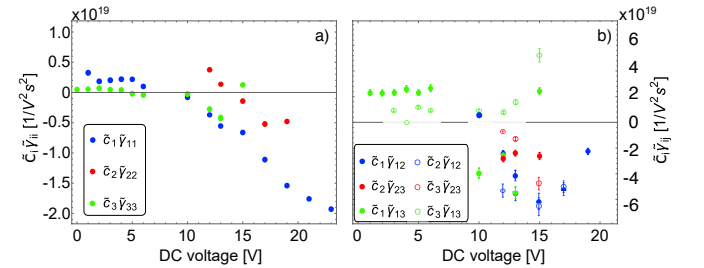 x10¹⁹
1.0
0.5
0.0
-0.5
-1.0
-1.5
-2.0
c̃ᵢγ̃ᵢᵢ [1/V²s²]
a)
c̃₁γ̃₁₁
c̃₂γ̃₂₂
c̃₃γ̃₃₃
0 5 10 15 20
DC voltage [V]
x10¹⁹
6
4
2
0
-2
-4
-6
c̃ᵢγ̃ᵢⱼ [1/V²s²]
b)
c̃₁γ̃₁₂ c̃₂γ̃₁₂
c̃₂γ̃₂₃ c̃₃γ̃₂₃
c̃₁γ̃₁₃ c̃₃γ̃₁₃
0 5 10 15 20
DC voltage [V]